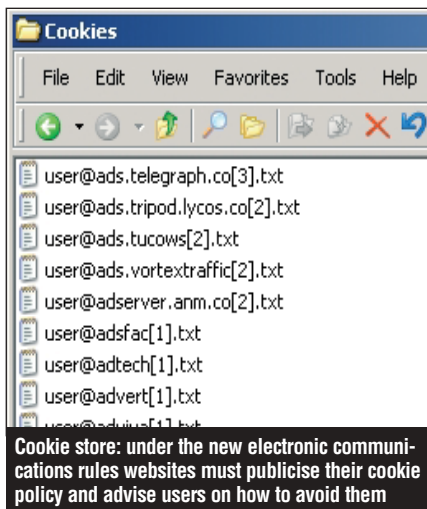 Cookies
File Edit View Favorites Tools Help
user@ads.telegraph.co[3].txt
user@ads.tripod.lycos.co[2].txt
user@ads.tucows[2].txt
user@ads.vortextraffic[2].txt
user@adserver.anm.co[2].txt
user@adsfac[1].txt
user@adtech[1].txt
user@advert[1].txt
Cookie store: under the new electronic communi-
cations rules websites must publicise their cookie
policy and advise users on how to avoid them